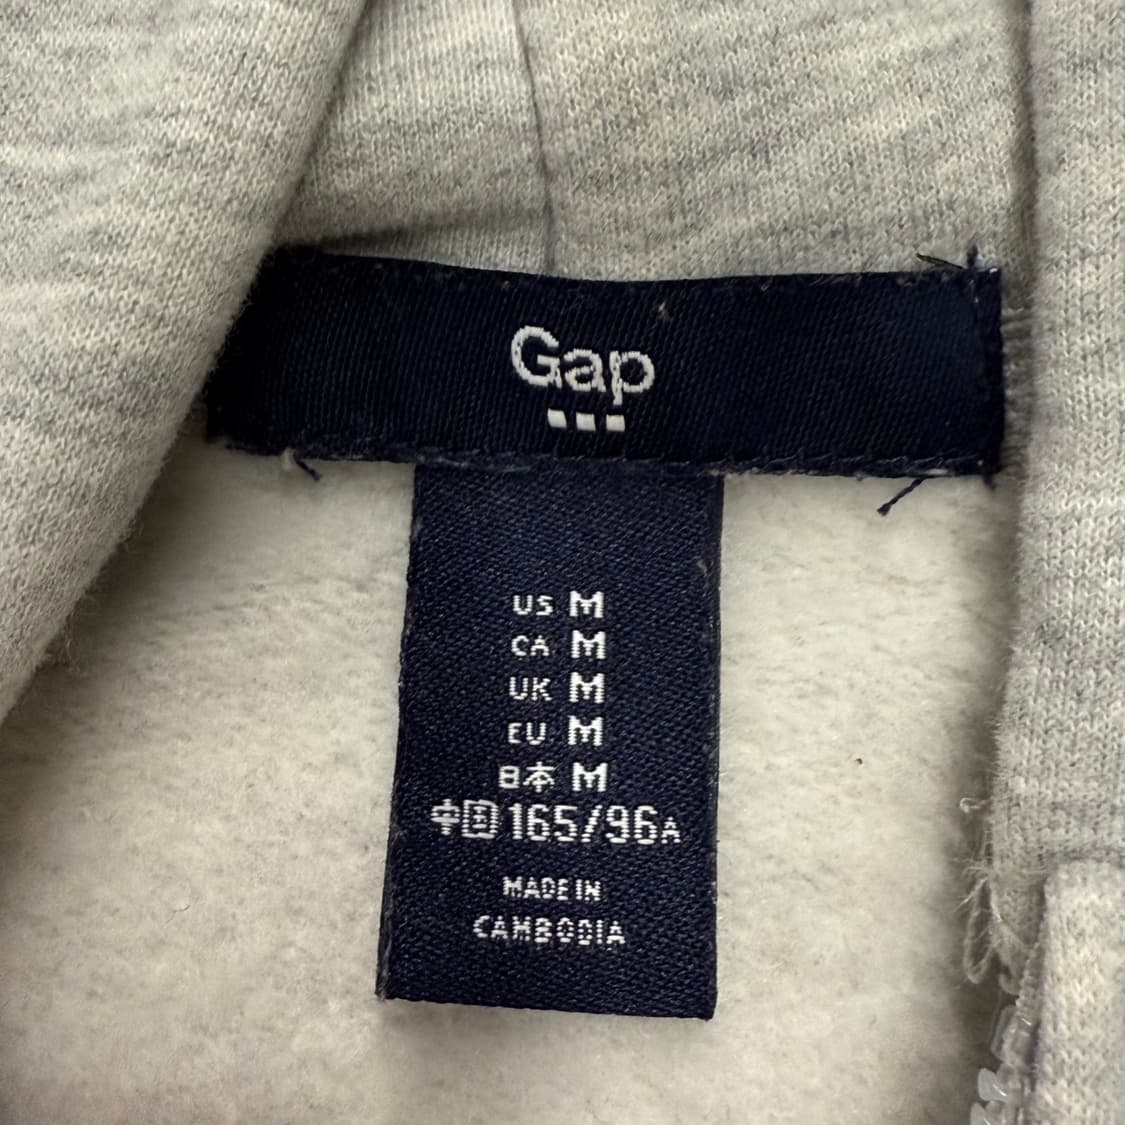 Gap
US M
CA M
UK M
EU M
日本 M
中国 165/96A
MADE IN
CAMBODIA